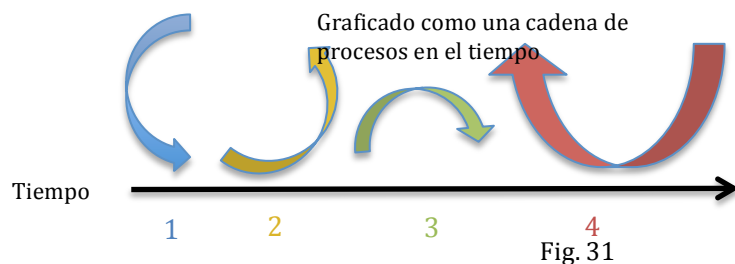 Graficado como una cadena de
procesos en el tiempo
Tiempo
1 2 3 4
Fig. 31